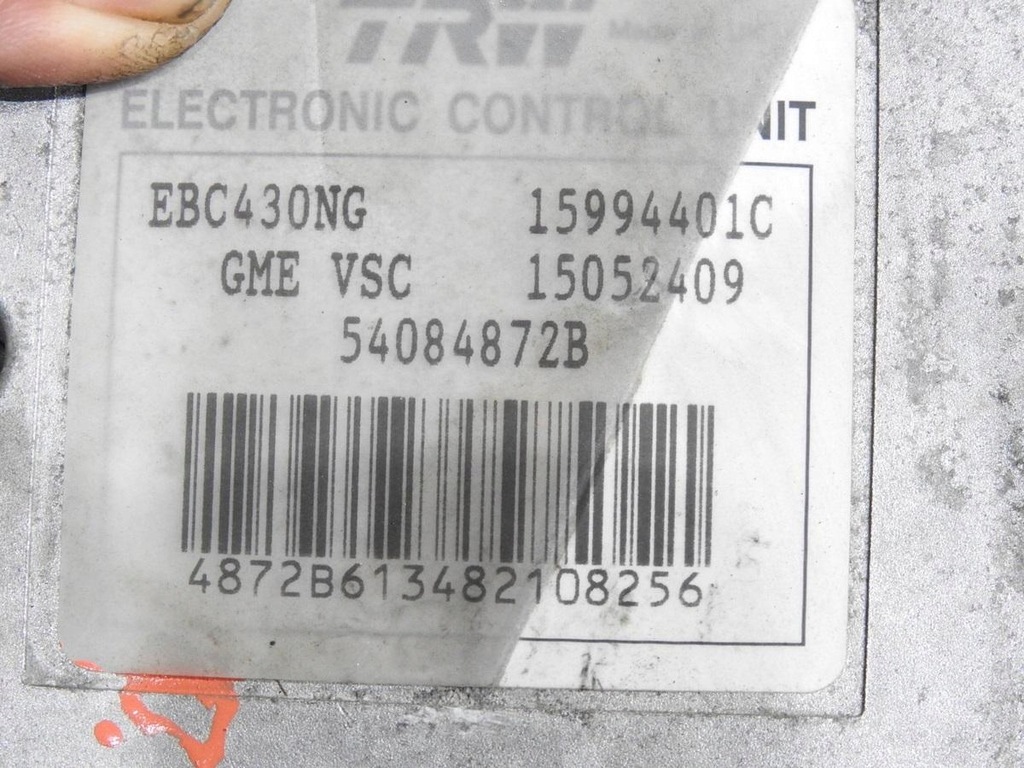 TRW
ELECTRONIC CONTROL UNIT
EBC430NG 15994401C
GME VSC 15052409
54084872B
4872B613482108256